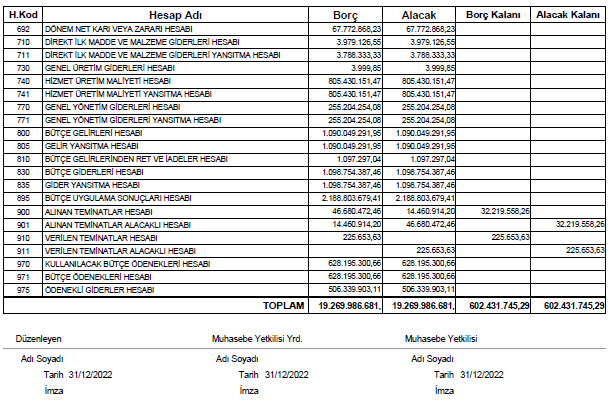 H.Kod Hesap Adı Borç Alacak Borç Kalanı Alacak Kalanı
692 DÖNEM NET KARI VEYA ZARARI HESABI 67.772.868,23 67.772.868,23
710 DİREKT İLK MADDE VE MALZEME GİDERLERİ HESABI 3.979.126,55 3.979.126,55
711 DİREKT İLK MADDE VE MALZEME GİDERLERİ YANSITMA HESABI 3.788.333,33 3.788.333,33
730 GENEL ÜRETİM GİDERLERİ HESABI 3.999,85 3.999,85
740 HİZMET ÜRETİM MALİYETİ HESABI 805.430.151,47 805.430.151,47
741 HİZMET ÜRETİM MALİYETİ YANSITMA HESABI 805.430.151,47 805.430.151,47
770 GENEL YÖNETİM GİDERLERİ HESABI 255.204.254,08 255.204.254,08
771 GENEL YÖNETİM GİDERLERİ YANSITMA HESABI 255.204.254,08 255.204.254,08
800 BÜTÇE GELİRLERİ HESABI 1.090.049.291,95 1.090.049.291,95
805 GELİR YANSITMA HESABI 1.090.049.291,95 1.090.049.291,95
810 BÜTÇE GELİRLERİNDEN RET VE İADELER HESABI 1.097.297,04 1.097.297,04
830 BÜTÇE GİDERLERİ HESABI 1.098.754.387,46 1.098.754.387,46
835 GİDER YANSITMA HESABI 1.098.754.387,46 1.098.754.387,46
895 BÜTÇE UYGULAMA SONUÇLARI HESABI 2.188.803.679,41 2.188.803.679,41
900 ALINAN TEMİNATLAR HESABI 46.680.472,46 14.460.914,20 32.219.558,26
901 ALINAN TEMİNATLAR ALACAKLI HESABI 14.460.914,20 46.680.472,46 32.219.558,26
910 VERİLEN TEMİNATLAR HESABI 225.653,63 225.653,63
911 VERİLEN TEMİNATLAR ALACAKLI HESABI 225.653,63 225.653,63
970 KULLANILACAK BÜTÇE ÖDENEKLERİ HESABI 628.195.300,66 628.195.300,66
971 BÜTÇE ÖDENEKLERİ HESABI 628.195.300,66 628.195.300,66
975 ÖDENEKLİ GİDERLER HESABI 506.339.903,11 506.339.903,11
TOPLAM 19.269.986.681, 19.269.986.681, 602.431.745,29 602.431.745,29
Düzenleyen Muhasebe Yetkilisi Yrd. Muhasebe Yetkilisi
Adı Soyadı Adı Soyadı Adı Soyadı
Tarih 31/12/2022 Tarih 31/12/2022 Tarih 31/12/2022
İmza İmza İmza